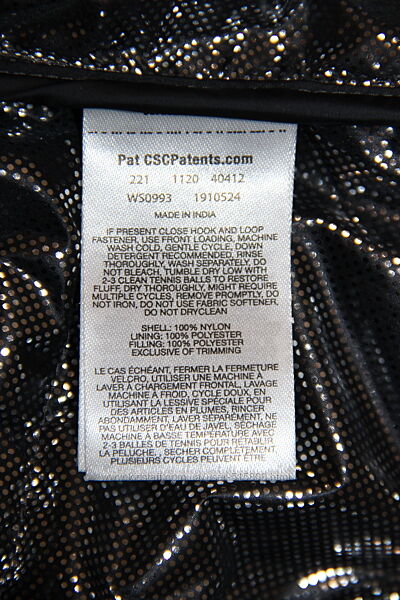 Pat CSCPatents.com
221 1120 40412
WS0993 1910524
MADE IN INDIA
IF PRESENT CLOSE HOOK AND LOOP
FASTENER, USE FRONT LOADING, MACHINE
WASH COLD, GENTLE CYCLE, DOWN
DETERGENT RECOMMENDED, RINSE
THOROUGHLY, WASH SEPARATELY, DO
NOT BLEACH, TUMBLE DRY LOW WITH
2-3 CLEAN TENNIS BALLS TO RESTORE
FLUFF, DRY THOROUGHLY, MIGHT REQUIRE
MULTIPLE CYCLES, REMOVE PROMPTLY, DO
NOT IRON, DO NOT USE FABRIC SOFTENER,
DO NOT DRYCLEAN
SHELL: 100% NYLON
LINING: 100% POLYESTER
FILLING: 100% POLYESTER
EXCLUSIVE OF TRIMMING
LE CAS ÉCHÉANT, FERMER LA FERMETURE
VELCRO, UTILISER UNE MACHINE À
LAVER À CHARGEMENT FRONTAL, LAVAGE
MACHINE A FROID, CYCLE DOUX, EN
UTILISANT LA LESSIVE SPÉCIALE POUR
DES ARTICLES EN PLUMES, RINCER
ABONDAMMENT, LAVER SÉPARÉMENT, NE
PAS UTILISER D'EAU DE JAVEL, SÉCHAGE
MACHINE A BASSE TEMPÉRATURE AVEC
2-3 BALLES DE TENNIS POUR RÉTABLIR
LA PELUCHE, , SÉCHER COMPLÈTEMENT,
PLUSIEURS CYCLES PEUVENT ÊTRE